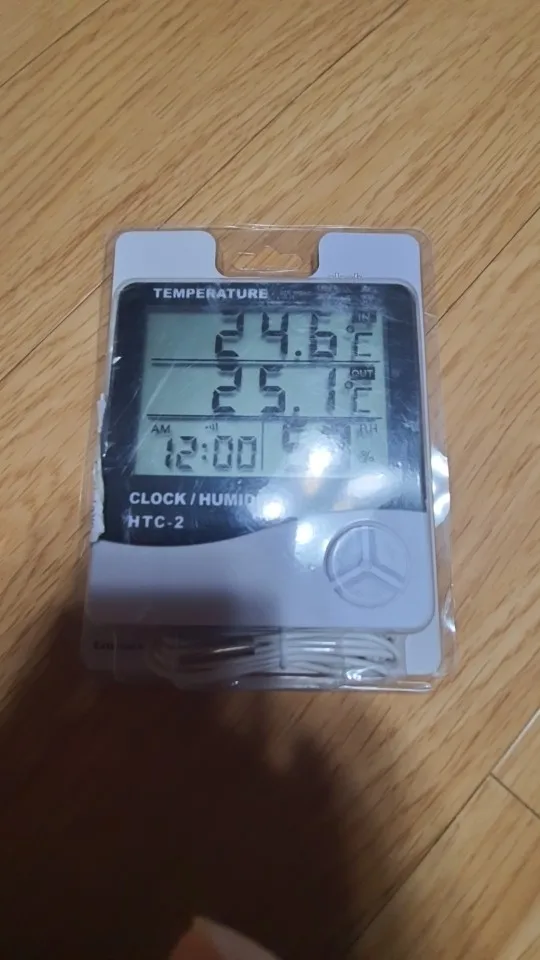 TEMPERATURE
IN
24.6°C
OUT
25.1°C
AM
RH
12:00
%
CLOCK / HUMID
HTC-2